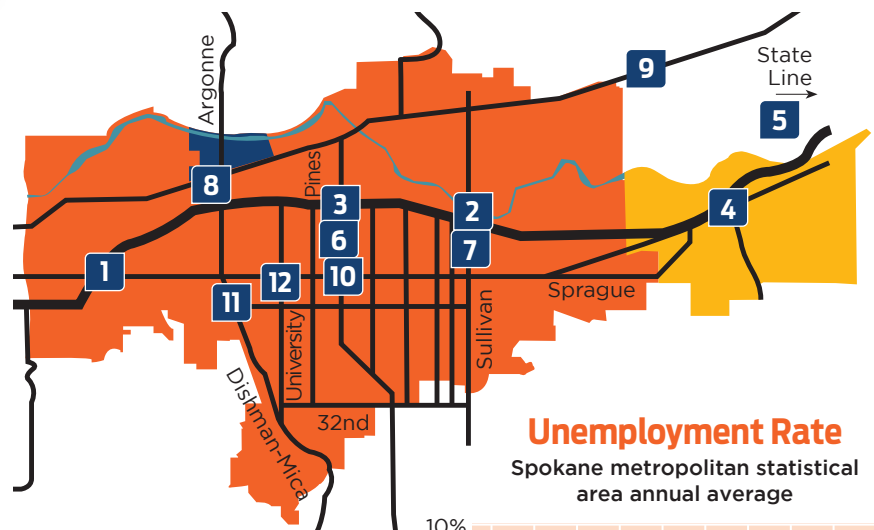 State
Line
9
5
Argonne
Pines
8
3
2
4
6
7
1
12
10
11
Sprague
University
Sullivan
Dishman-Mica
32nd
Unemployment Rate
Spokane metropolitan statistical
area annual average
10%